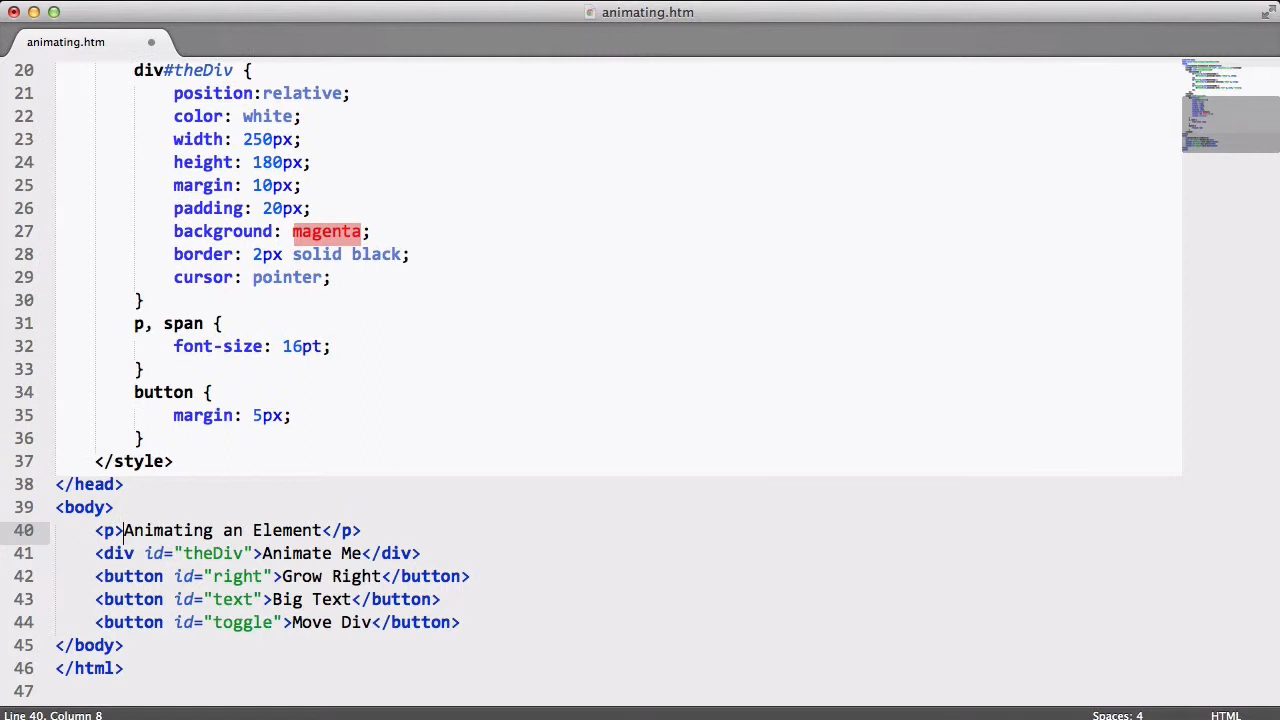 animating.htm
animating.htm
20 div#theDiv {
21 position:relative;
22 color: white;
23 width: 250px;
24 height: 180px;
25 margin: 10px;
26 padding: 20px;
27 background: magenta;
28 border: 2px solid black;
29 cursor: pointer;
30 }
31 p, span {
32 font-size: 16pt;
33 }
34 button {
35 margin: 5px;
36 }
37 </style>
38 </head>
39 <body>
40 <p>Animating an Element</p>
41 <div id="theDiv">Animate Me</div>
42 <button id="right">Grow Right</button>
43 <button id="text">Big Text</button>
44 <button id="toggle">Move Div</button>
45 </body>
46 </html>
47
Line 40, Column 8
Spaces: 4
HTML